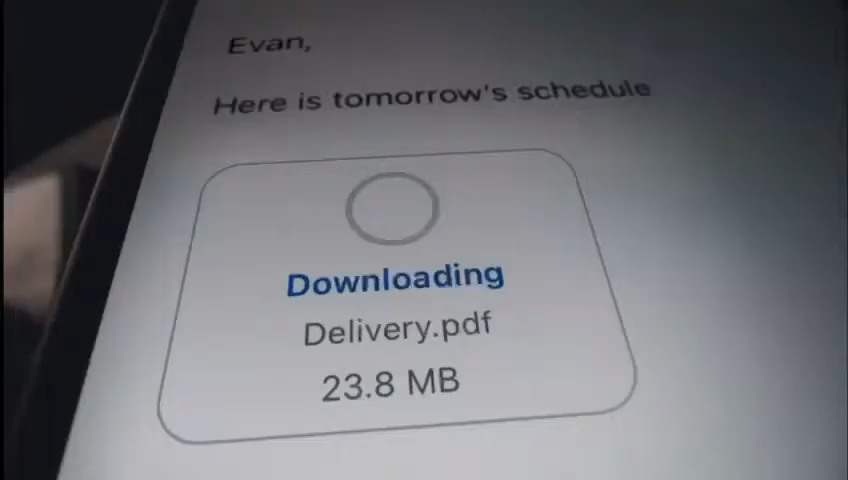 Evan,
Here is tomorrow's schedule
Downloading
Delivery.pdf
23.8 MB